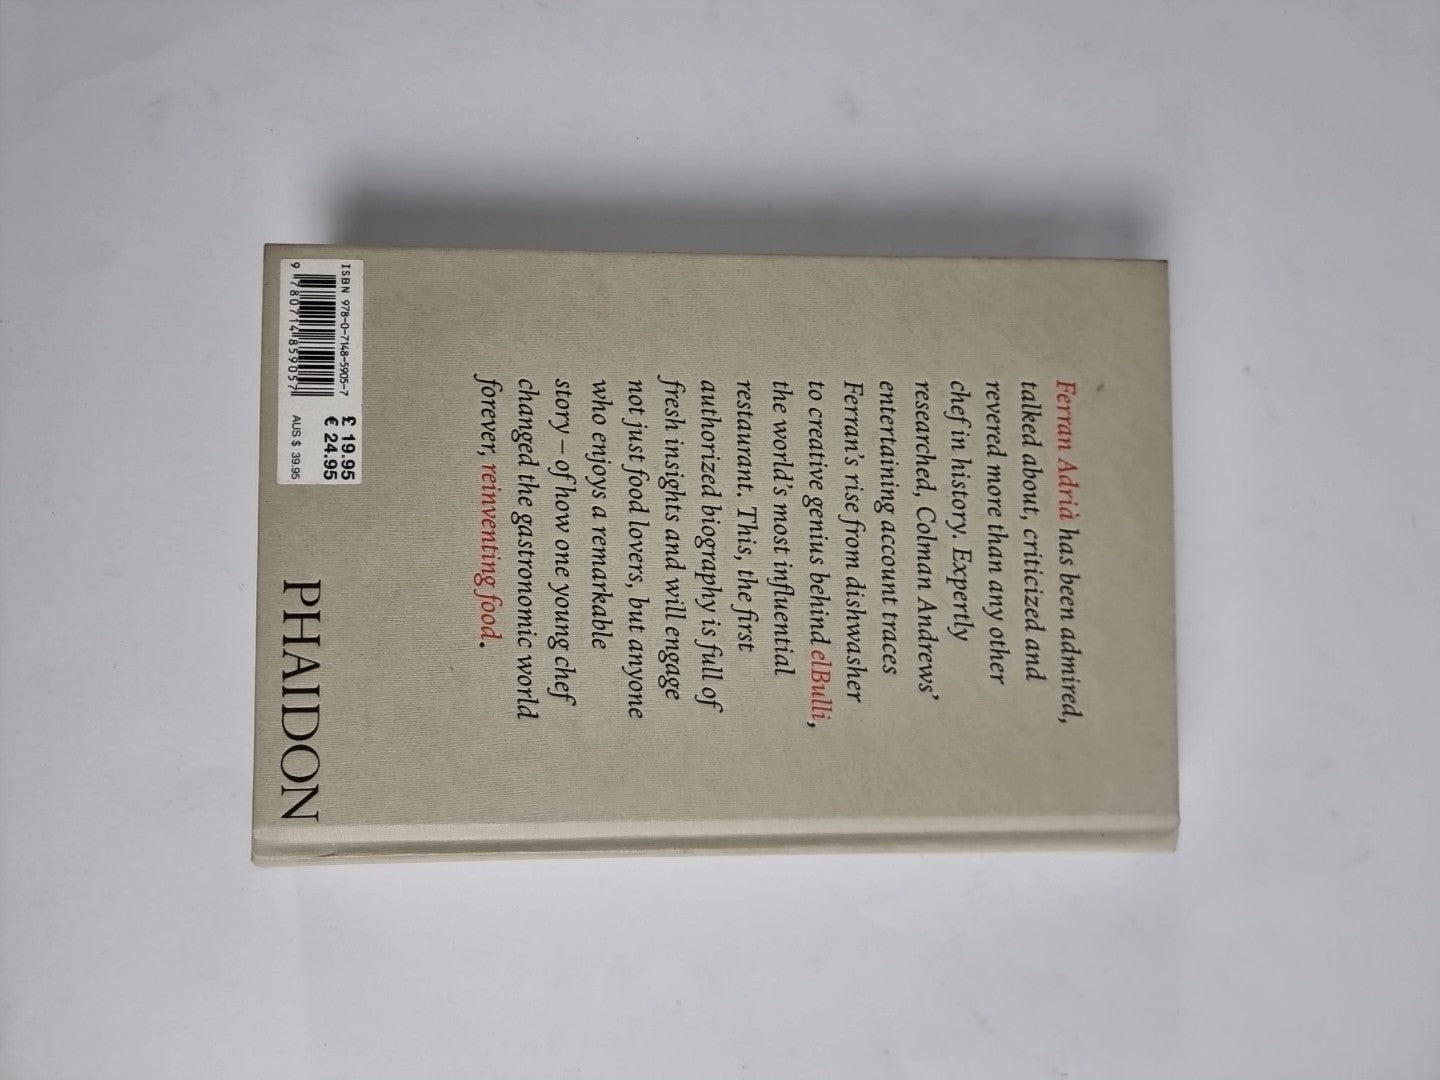 Ferran Adrià has been admired,
talked about, criticized and
revered more than any other
chef in history. Expertly
researched, Colman Andrews’
entertaining account traces
Ferran’s rise from dishwasher
to creative genius behind elBulli,
the world’s most influential
restaurant. This, the first
authorized biography is full of
fresh insights and will engage
not just food lovers, but anyone
who enjoys a remarkable
story – of how one young chef
changed the gastronomic world
forever, reinventing food.
ISBN 978-0-7148-5905-7
9 780714 859057
£ 19.95
€ 24.95
AUS $ 39.95
PHAIDON